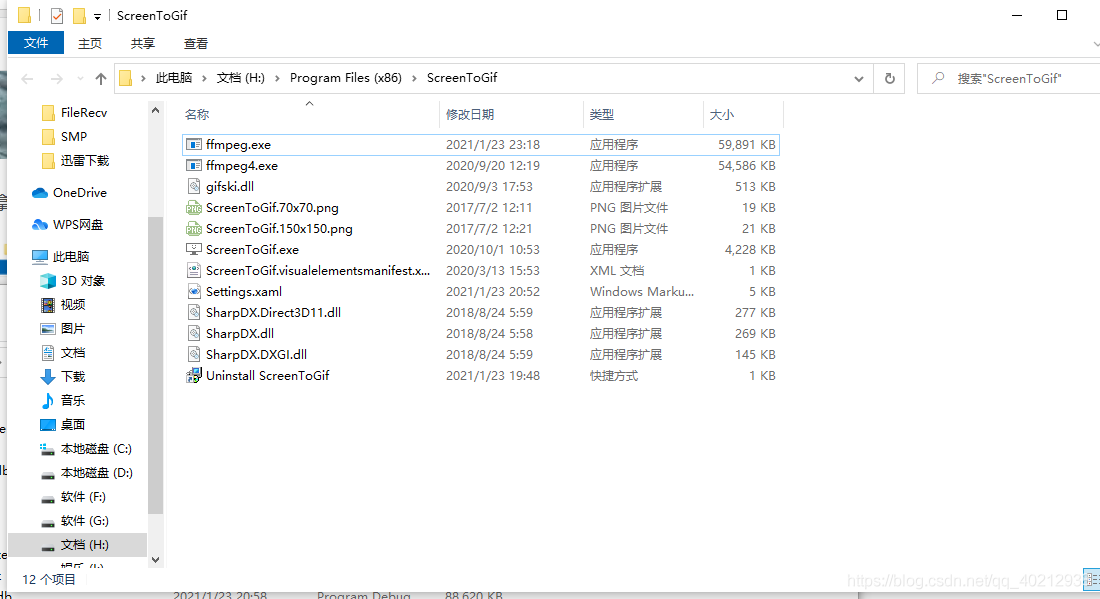 ScreenToGif
文件 主页 共享 查看
此电脑 文档 (H:) Program Files (x86) ScreenToGif 搜索"ScreenToGif"
名称 修改日期 类型 大小
FileRecv
SMP
迅雷下载
OneDrive
WPS网盘
此电脑
3D 对象
视频
图片
文档
下载
音乐
桌面
本地磁盘 (C:)
本地磁盘 (D:)
软件 (F:)
软件 (G:)
文档 (H:)
ffmpeg.exe 2021/1/23 23:18 应用程序 59,891 KB
ffmpeg4.exe 2020/9/20 12:19 应用程序 54,586 KB
gifski.dll 2020/9/3 17:53 应用程序扩展 513 KB
ScreenToGif.70x70.png 2017/7/2 12:11 PNG 图片文件 19 KB
ScreenToGif.150x150.png 2017/7/2 12:21 PNG 图片文件 21 KB
ScreenToGif.exe 2020/10/1 10:53 应用程序 4,228 KB
ScreenToGif.visualelementsmanifest.x... 2020/3/13 15:53 XML 文档 1 KB
Settings.xaml 2021/1/23 20:52 Windows Marku... 5 KB
SharpDX.Direct3D11.dll 2018/8/24 5:59 应用程序扩展 277 KB
SharpDX.dll 2018/8/24 5:58 应用程序扩展 269 KB
SharpDX.DXGI.dll 2018/8/24 5:59 应用程序扩展 145 KB
Uninstall ScreenToGif 2021/1/23 19:48 快捷方式 1 KB
12 个项目
2021/1/23 20:58 Program Debug 88,620 KB